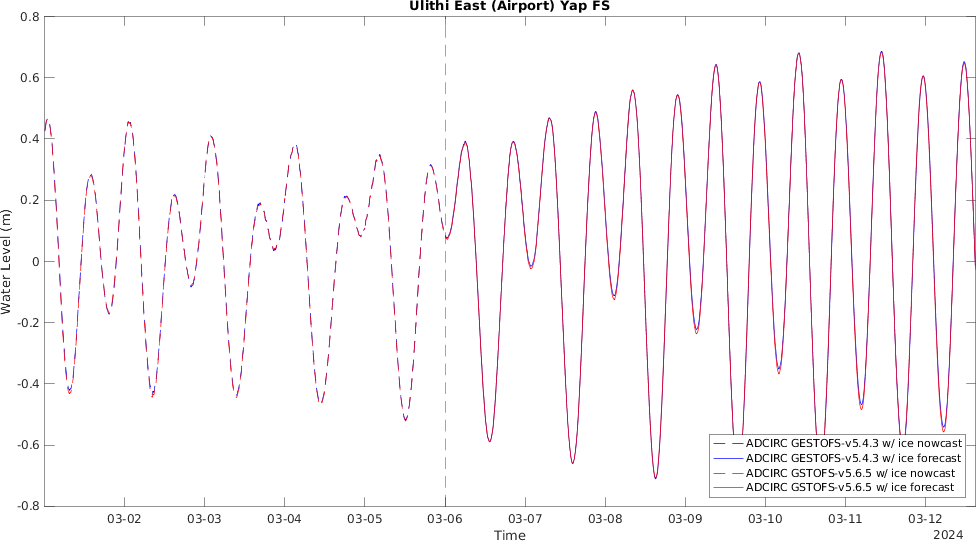 Ulithi East (Airport) Yap FS
Water Level (m)
0.8
0.6
0.4
0.2
0
-0.2
-0.4
-0.6
-0.8
ADCIRC GESTOFS-v5.4.3 w/ ice nowcast
ADCIRC GESTOFS-v5.4.3 w/ ice forecast
ADCIRC GSTOFS-v5.6.5 w/ ice nowcast
ADCIRC GSTOFS-v5.6.5 w/ ice forecast
03-02 03-03 03-04 03-05 03-06 03-07 03-08 03-09 03-10 03-11 03-12
Time
2024